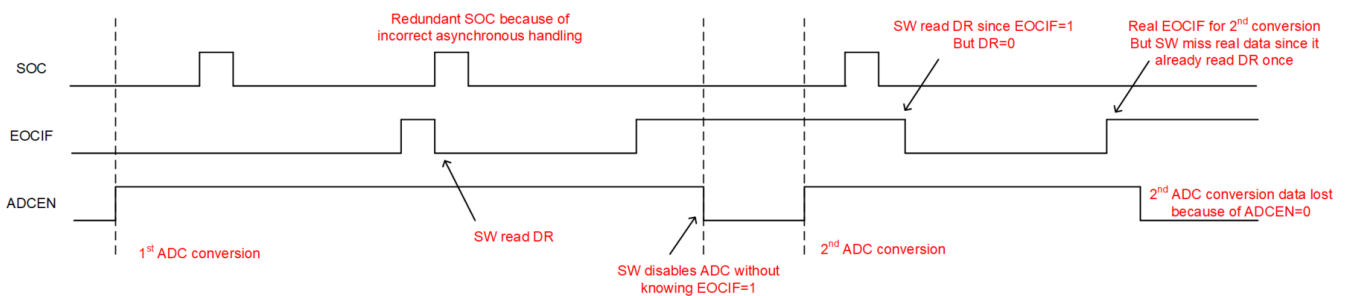 Redundant SOC because of
incorrect asynchronous handling
SW read DR since EOCIF=1
But DR=0
Real EOCIF for 2nd conversion
But SW miss real data since it
already read DR once
SOC
EOCIF
ADCEN
2nd ADC conversion data lost
because of ADCEN=0
1st ADC conversion
SW read DR
SW disables ADC without
knowing EOCIF=1
2nd ADC conversion